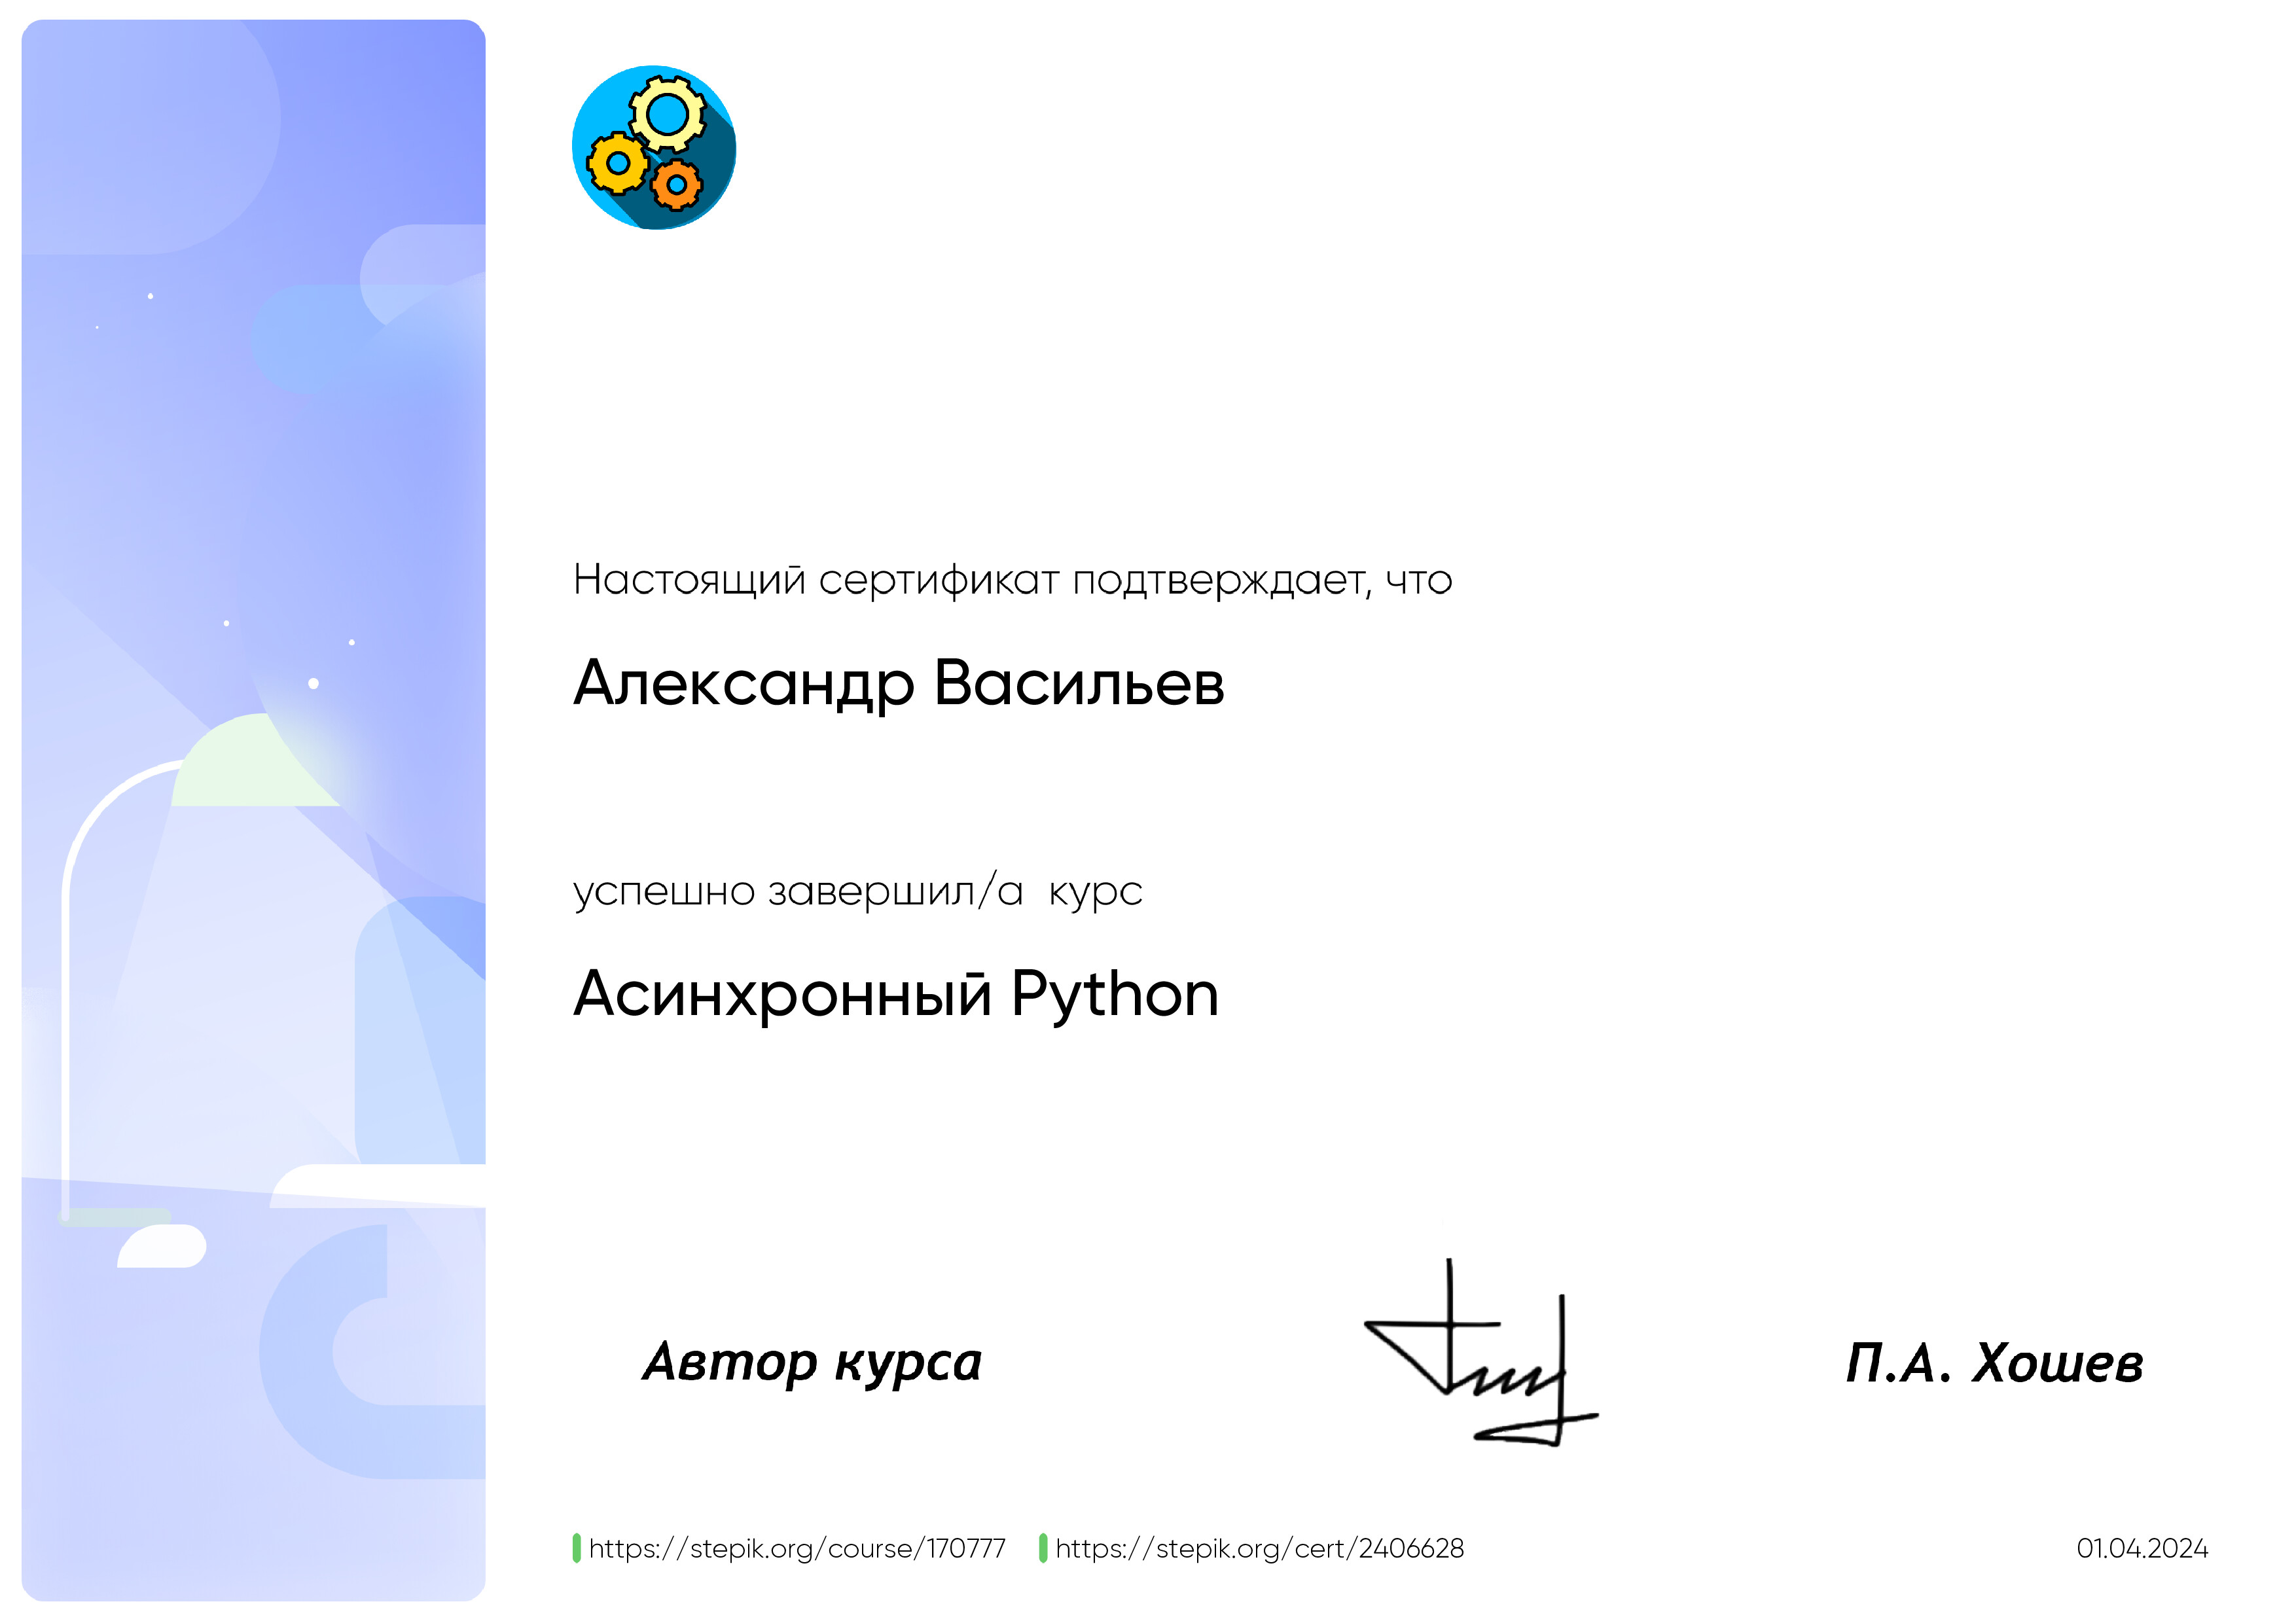 Настоящий сертификат подтверждает, что
Александр Васильев
успешно завершил/а курс
Асинхронный Python
Автор курса
П.А. Хошев
https://stepik.org/course/170777 https://stepik.org/cert/2406628 01.04.2024